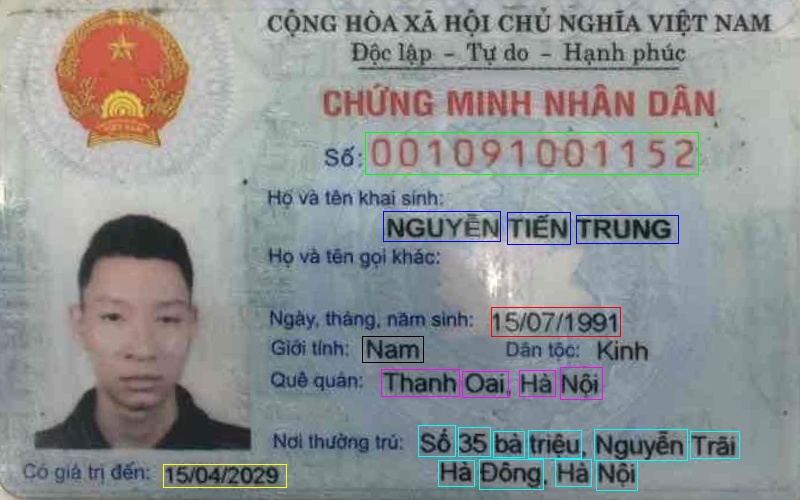 CỘNG HÒA XÃ HỘI CHỦ NGHĨA VIỆT NAM
Độc lập - Tự do - Hạnh phúc
CHỨNG MINH NHÂN DÂN
Số: 001091001152
Họ và tên khai sinh:
NGUYỄN TIẾN TRUNG
Họ và tên gọi khác:
Ngày, tháng, năm sinh: 15/07/1991
Giới tính: Nam Dân tộc: Kinh
Quê quán: Thanh Oai, Hà Nội
Nơi thường trú: Số 35 bà triệu, Nguyễn Trãi
Hà Đông, Hà Nội
Có giá trị đến: 15/04/2029